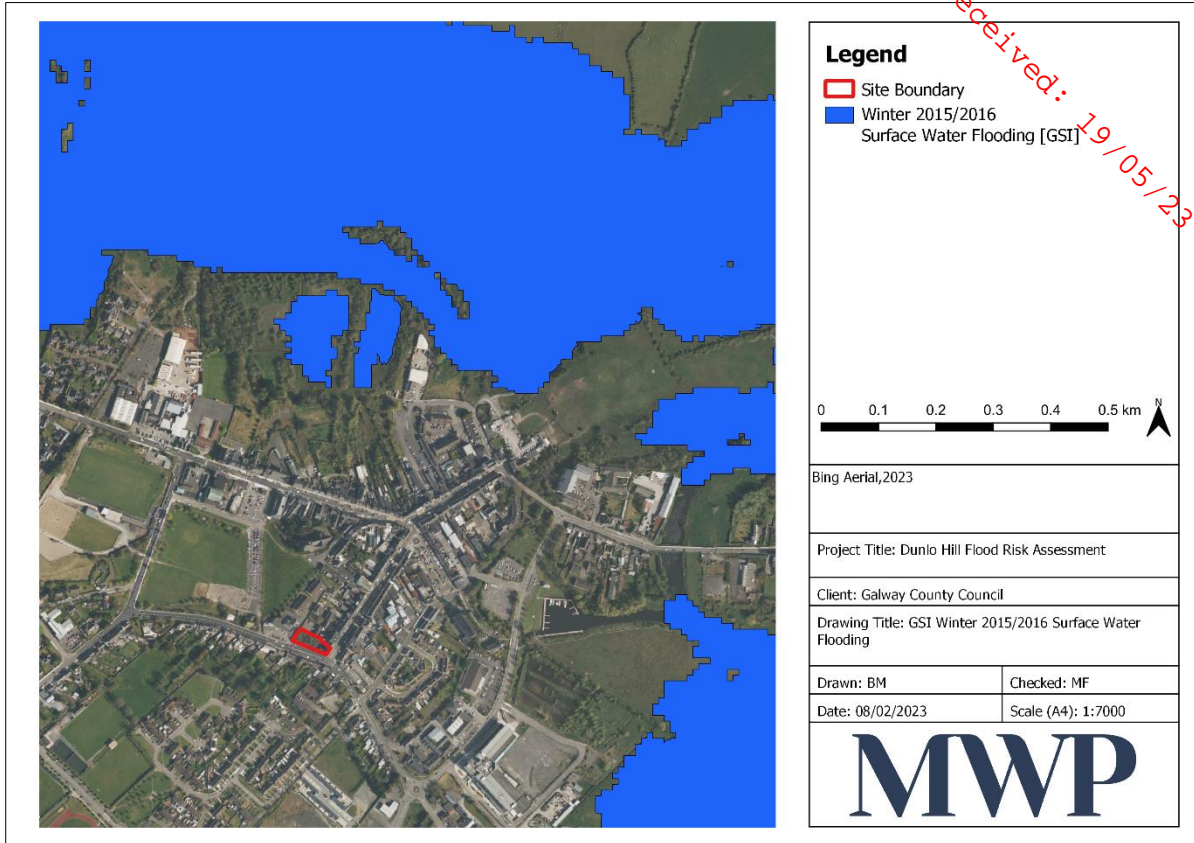 eceived: 19/05/23
Legend
Site Boundary
Winter 2015/2016
Surface Water Flooding [GSI]
0 0.1 0.2 0.3 0.4 0.5 km
N
Bing Aerial,2023
Project Title: Dunlo Hill Flood Risk Assessment
Client: Galway County Council
Drawing Title: GSI Winter 2015/2016 Surface Water
Flooding
Drawn: BM
Checked: MF
Date: 08/02/2023
Scale (A4): 1:7000
MWP